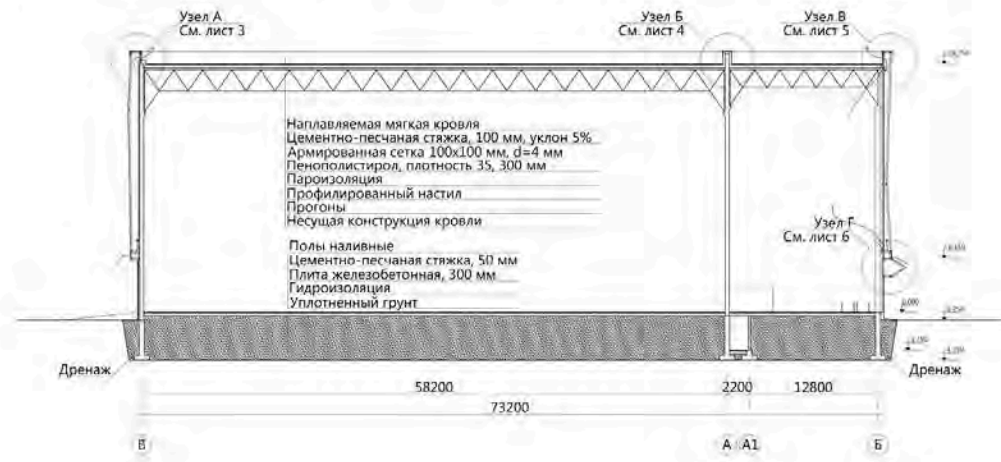 Узел А
См. лист 3
Узел Б
См. лист 4
Узел В
См. лист 5
Наплавляемая мягкая кровля
Цементно-песчаная стяжка, 100 мм, уклон 5%
Армированная сетка 100х100 мм, d=4 мм
Пенополистирол, плотность 35, 300 мм
Пароизоляция
Профилированный настил
Прогоны
Несущая конструкция кровли
Узел Г
См. лист 6
Полы наливные
Цементно-песчаная стяжка, 50 мм
Плита железобетонная, 300 мм
Гидроизоляция
Уплотненный грунт
Дренаж
Дренаж
58200
2200
12800
73200
В
А
А1
Б